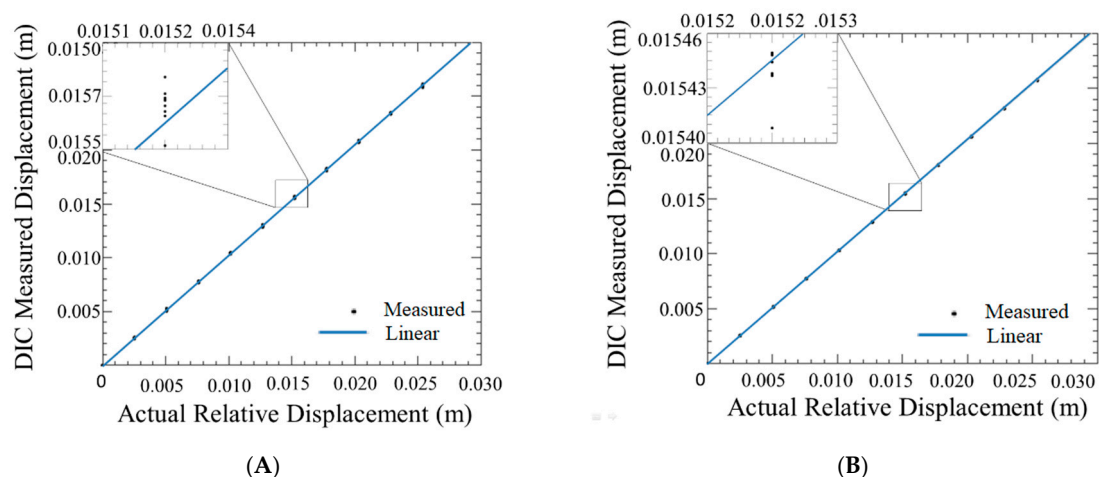 0.0151 0.0152 0.0154
0.0150
0.0157
0.0155
0.020
0.015
0.010
0.005
DIC Measured Displacement (m)
Measured
Linear
0 0.005 0.010 0.015 0.020 0.025 0.030
Actual Relative Displacement (m)
(A)
0.0152 0.0152 .0153
0.01546
0.01543
0.01540
0.020
0.015
0.010
0.005
DIC Measured Displacement (m)
Measured
Linear
0 0.005 0.010 0.015 0.020 0.025 0.030
Actual Relative Displacement (m)
(B)